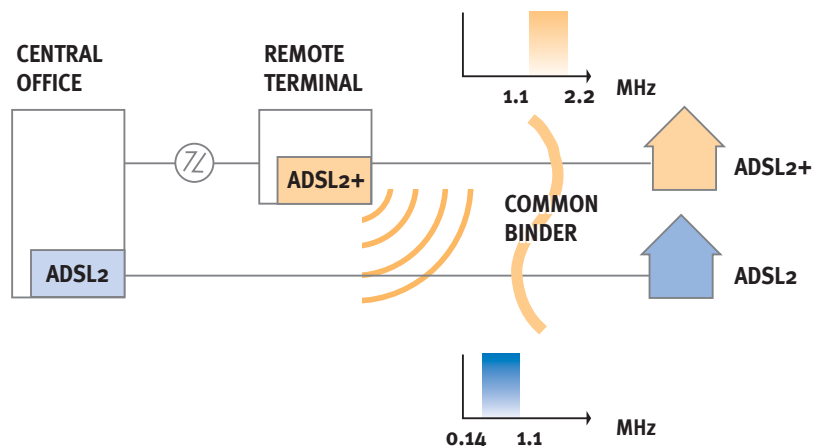 CENTRAL
OFFICE
REMOTE
TERMINAL
1.1 2.2 MHz
ADSL2+
ADSL2+
COMMON
BINDER
ADSL2
ADSL2
0.14 1.1 MHz